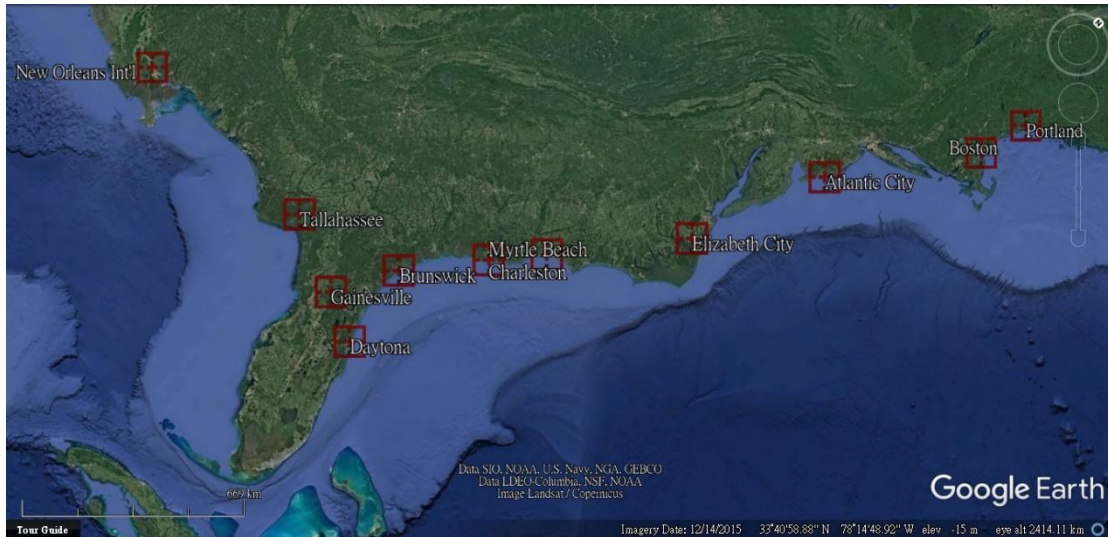 New Orleans Int'l
Portland
Boston
Atlantic City
Tallahassee
Elizabeth City
Myrtle Beach
Charleston
Brunswick
Gainesville
Daytona
Data SIO, NOAA, U.S. Navy, NGA, GEBCO
Data LDEO-Columbia, NSF, NOAA
Image Landsat / Copernicus
669 km
Google Earth
Tour Guide
Imagery Date: 12/14/2015 33°40'58.88" N 78°14'48.92" W elev -15 m eye alt 2414.11 km
N